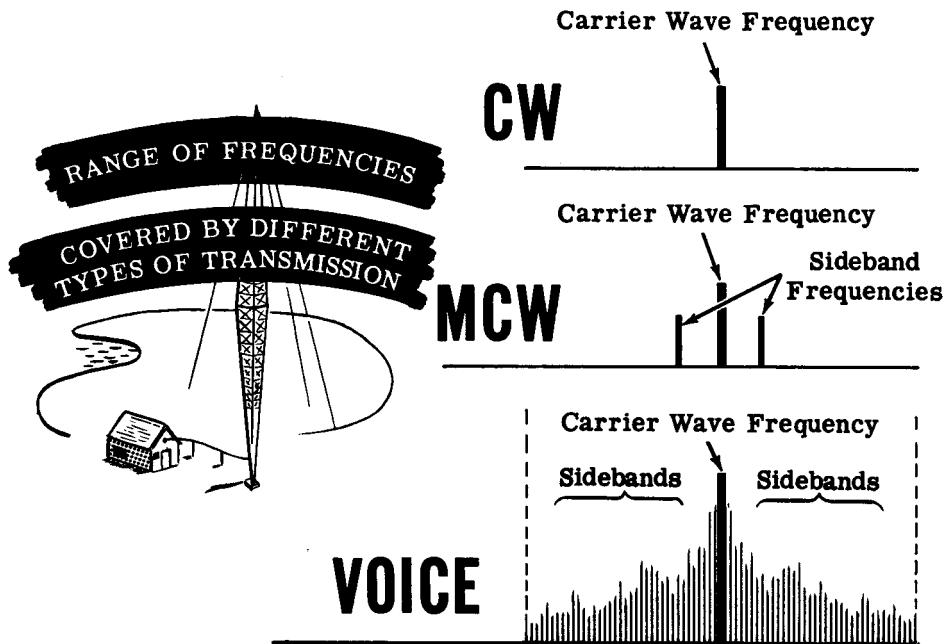 RANGE OF FREQUENCIES
COVERED BY DIFFERENT
TYPES OF TRANSMISSION
Carrier Wave Frequency
CW
Carrier Wave Frequency
Sideband
Frequencies
MCW
Carrier Wave Frequency
Sidebands
Sidebands
VOICE